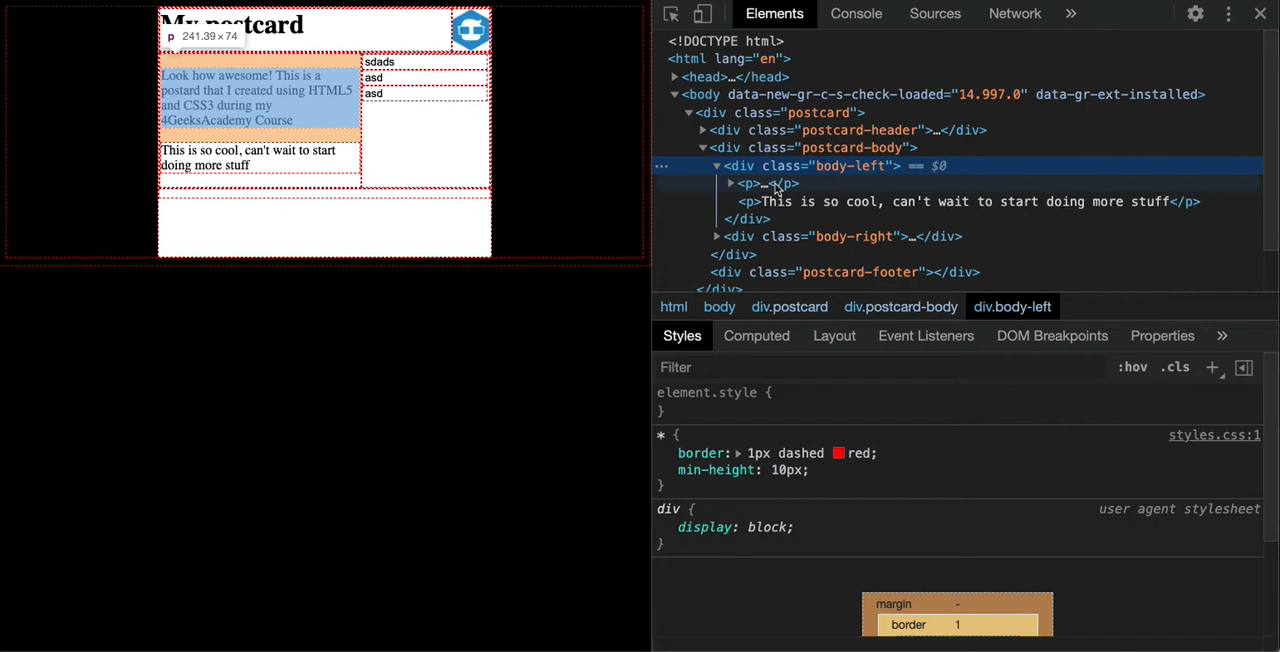 My postcard
p 241.39×74
Look how awesome! This is a
postard that I created using HTML5
and CSS3 during my
4GeeksAcademy Course
This is so cool, can't wait to start
doing more stuff
sdads
asd
asd
Elements Console Sources Network »
<!DOCTYPE html>
<html lang="en">
<head>…</head>
<body data-new-gr-c-s-check-loaded="14.997.0" data-gr-ext-installed>
<div class="postcard">
<div class="postcard-header">…</div>
<div class="postcard-body">
… <div class="body-left"> == $0
<p>…</p>
<p>This is so cool, can't wait to start doing more stuff</p>
</div>
<div class="body-right">…</div>
</div>
<div class="postcard-footer"></div>
</div>
html body div.postcard div.postcard-body div.body-left
Styles Computed Layout Event Listeners DOM Breakpoints Properties »
Filter :hov .cls +
element.style {
}
* { styles.css:1
border: 1px dashed red;
min-height: 10px;
}
div { user agent stylesheet
display: block;
}
margin -
border 1